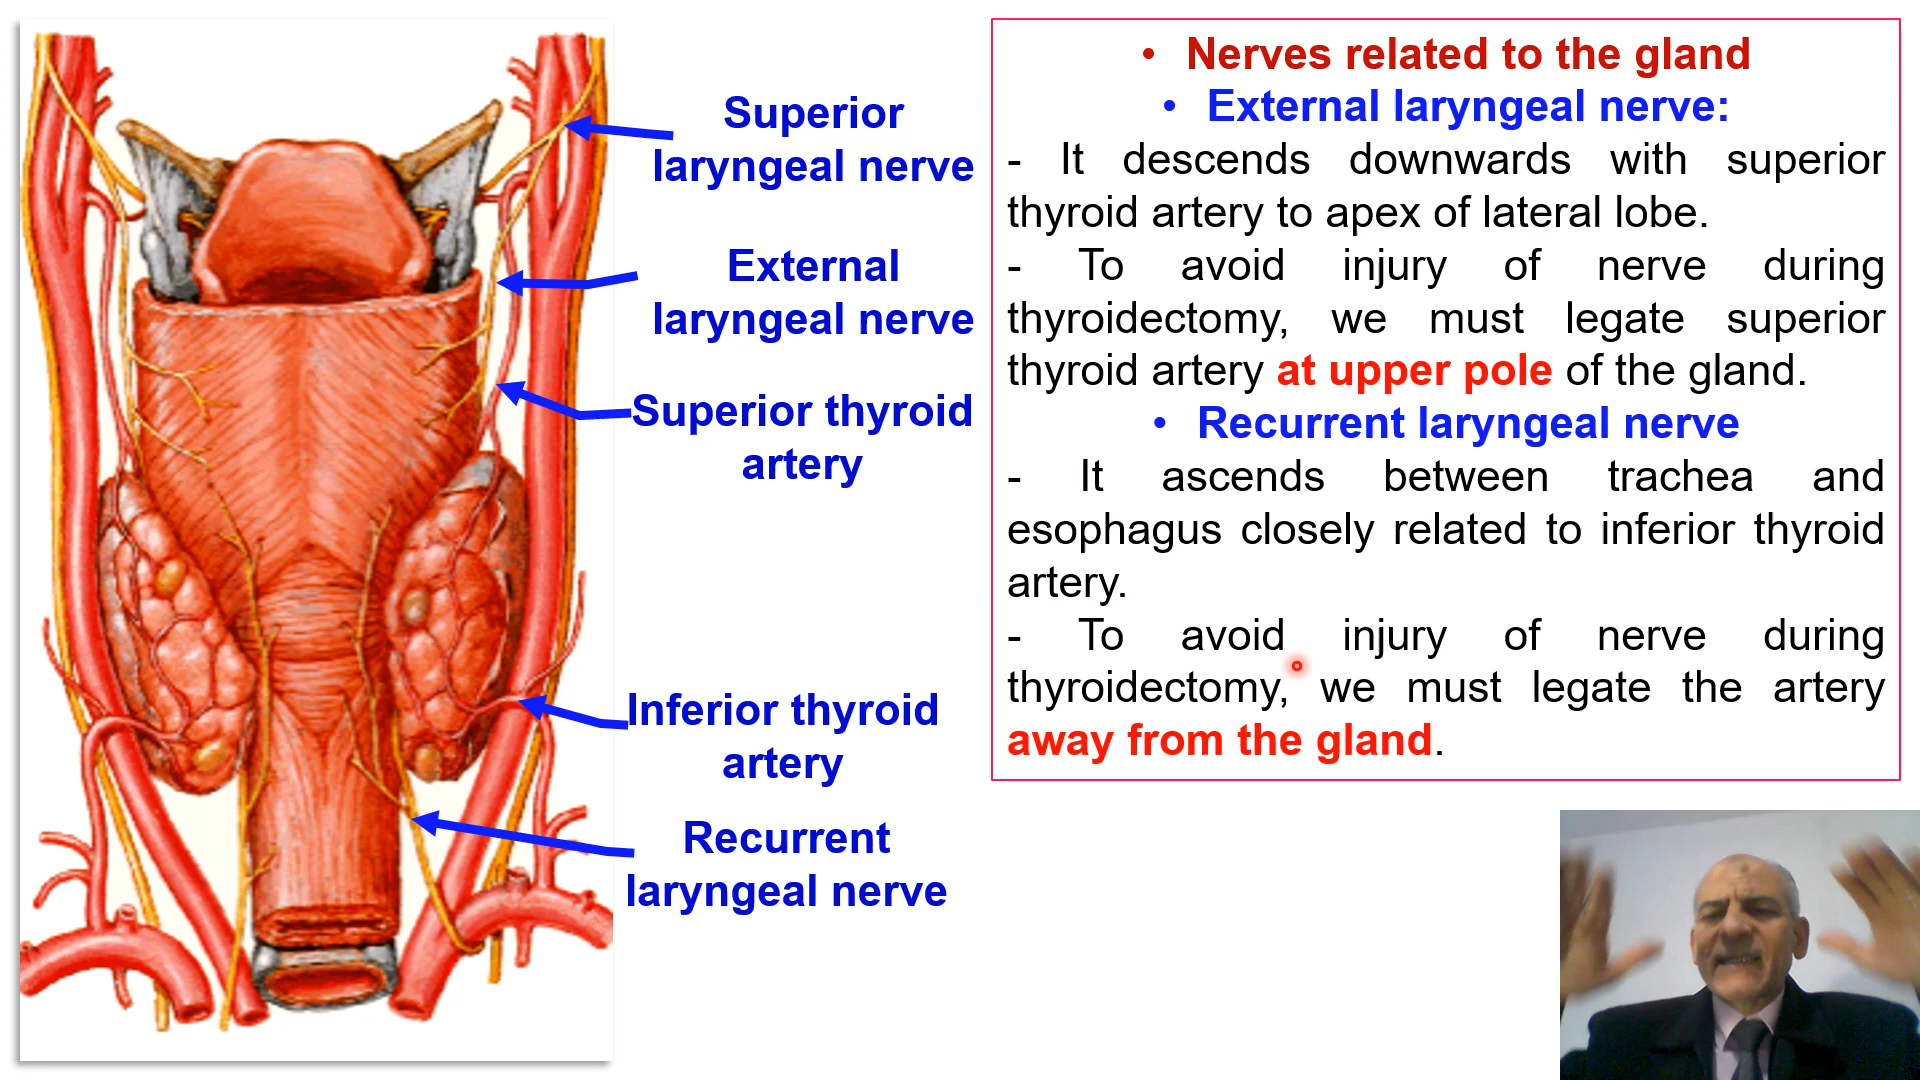 Superior
laryngeal nerve
External
laryngeal nerve
Superior thyroid
artery
Inferior thyroid
artery
Recurrent
laryngeal nerve
• Nerves related to the gland
• External laryngeal nerve:
- It descends downwards with superior
thyroid artery to apex of lateral lobe.
- To avoid injury of nerve during
thyroidectomy, we must legate superior
thyroid artery at upper pole of the gland.
• Recurrent laryngeal nerve
- It ascends between trachea and
esophagus closely related to inferior thyroid
artery.
- To avoid injury of nerve during
thyroidectomy, we must legate the artery
away from the gland.